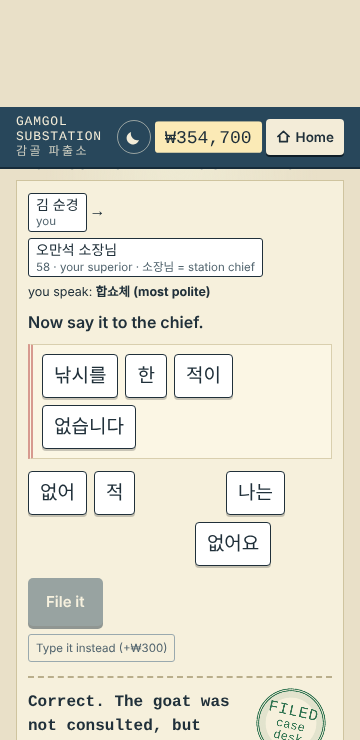 GAMGOL
SUBSTATION
감골 파출소
₩354,700
Home
김 순경
you
→
오만석 소장님
58 · your superior · 소장님 = station chief
you speak: 합쇼체 (most polite)
Now say it to the chief.
낚시를 한 적이
없습니다
없어 적 나는
없어요
File it
Type it instead (+₩300)
Correct. The goat was
not consulted, but
FILED
case
desk